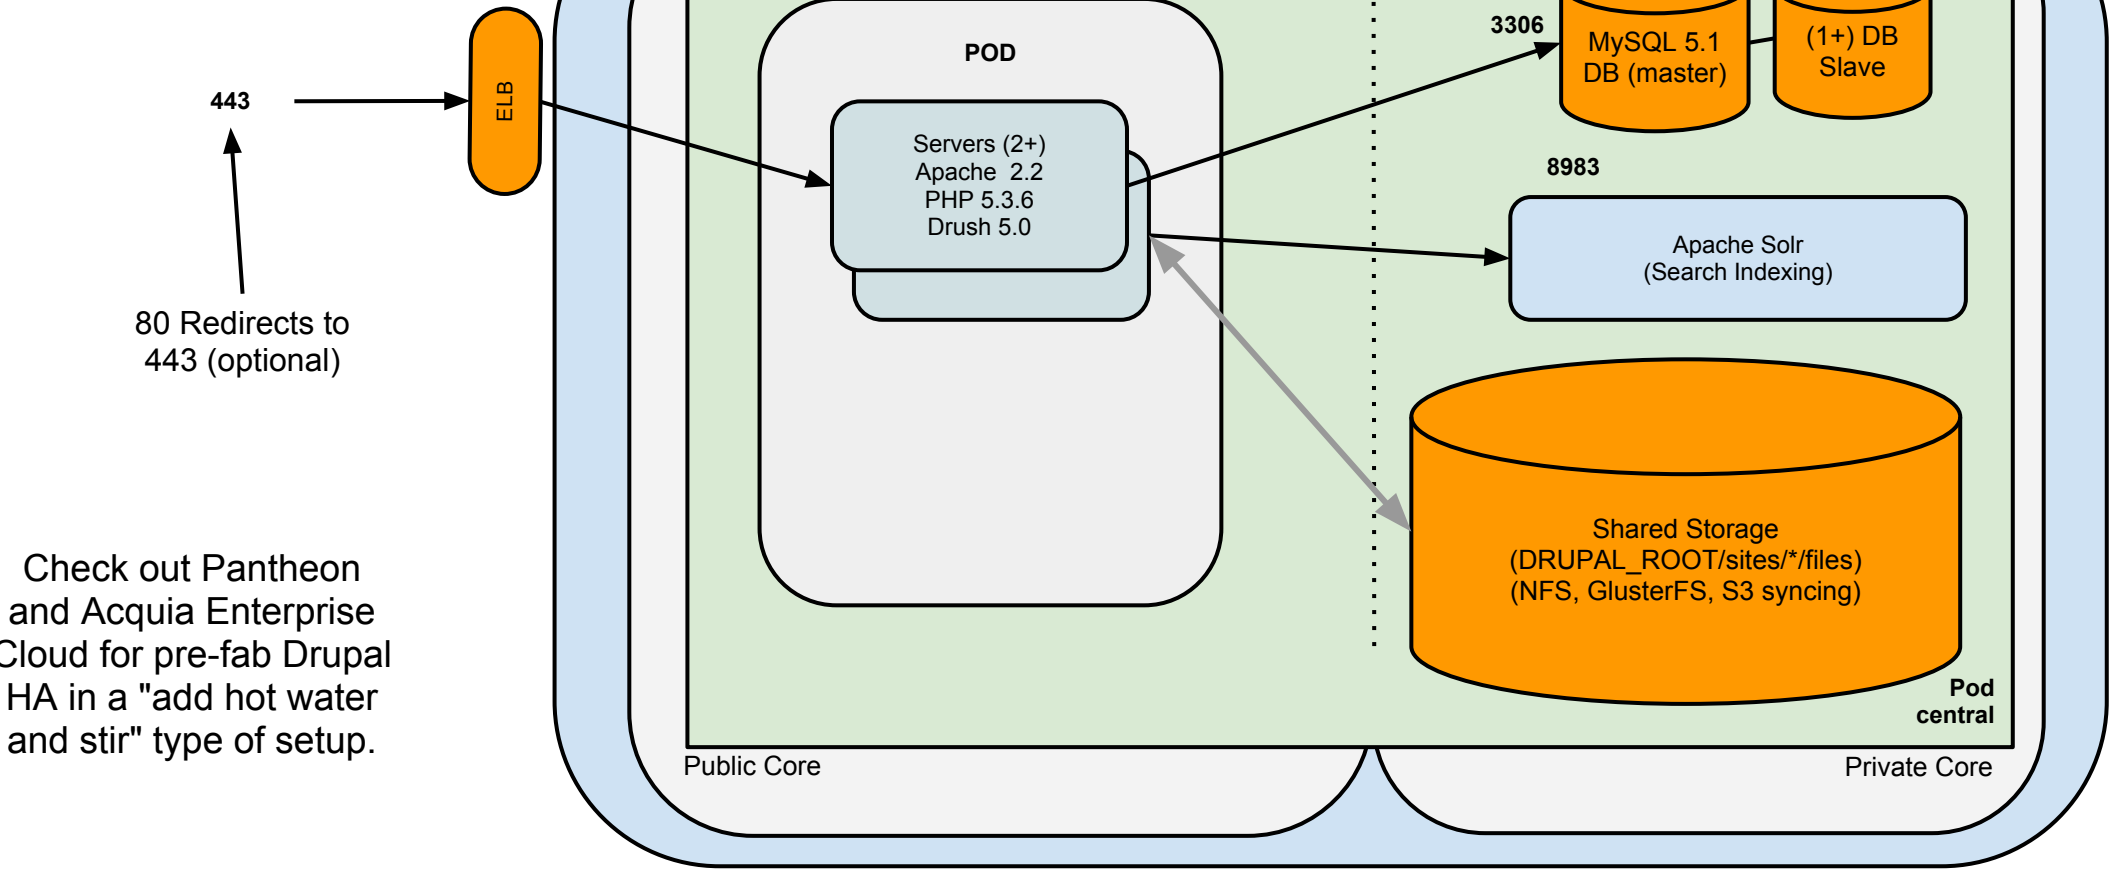 443
80 Redirects to
443 (optional)
Check out Pantheon
and Acquia Enterprise
Cloud for pre-fab Drupal
HA in a "add hot water
and stir" type of setup.
ELB
POD
Servers (2+)
Apache 2.2
PHP 5.3.6
Drush 5.0
3306
MySQL 5.1
DB (master)
(1+) DB
Slave
8983
Apache Solr
(Search Indexing)
Shared Storage
(DRUPAL_ROOT/sites/*/files)
(NFS, GlusterFS, S3 syncing)
Pod
central
Public Core
Private Core